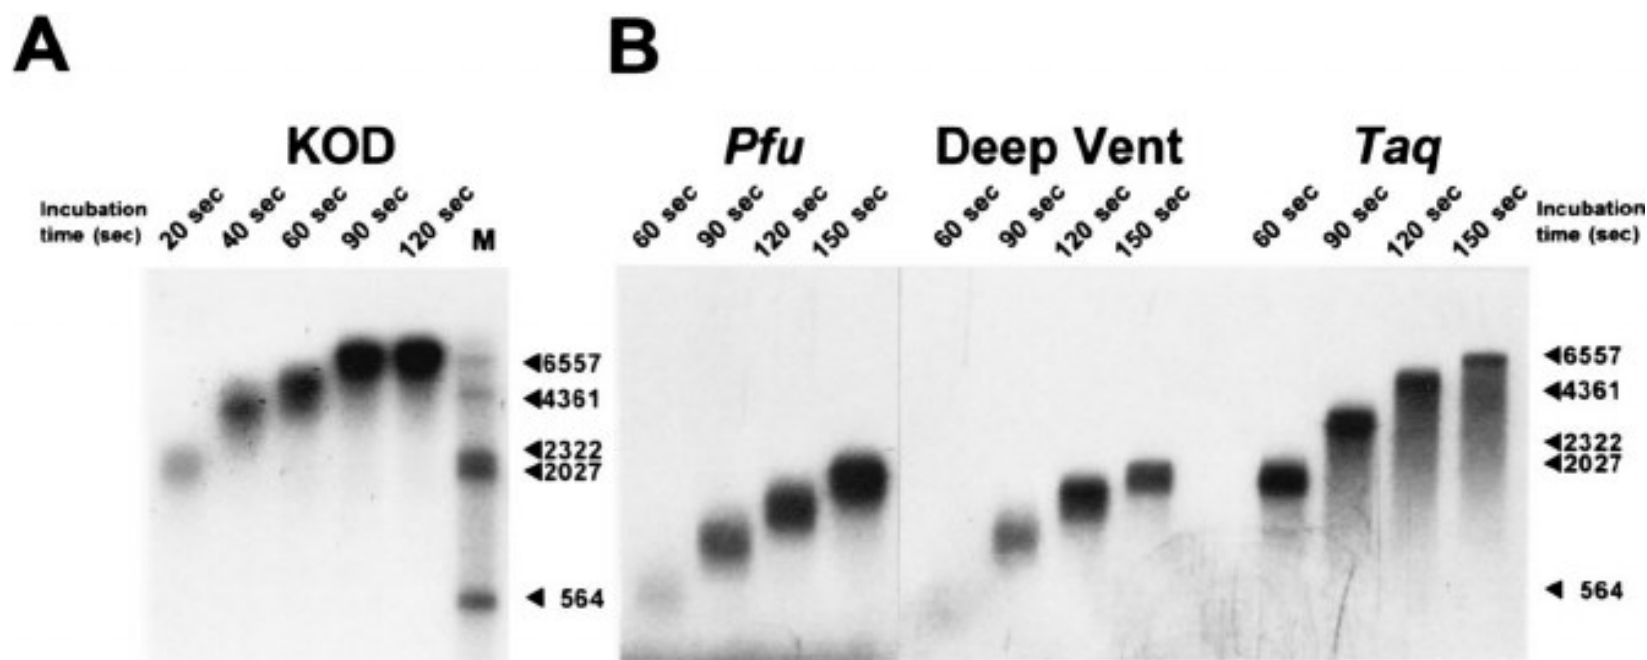 A
B
KOD
Pfu
Deep Vent
Taq
Incubation
time (sec)
20 sec
40 sec
60 sec
90 sec
120 sec
M
60 sec
90 sec
120 sec
150 sec
60 sec
90 sec
120 sec
150 sec
60 sec
90 sec
120 sec
150 sec
Incubation
time (sec)
6557
4361
2322
2027
564
6557
4361
2322
2027
564